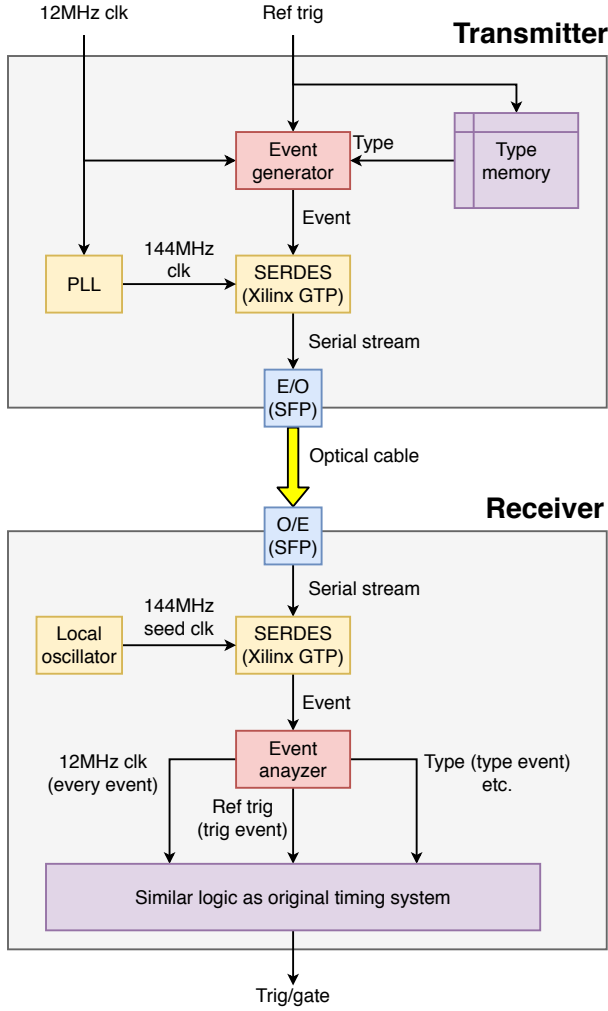 12MHz clk
Ref trig
Transmitter
Event
generator
Type
Type
memory
Event
144MHz
clk
PLL
SERDES
(Xilinx GTP)
Serial stream
E/O
(SFP)
Optical cable
Receiver
O/E
(SFP)
Serial stream
144MHz
seed clk
Local
oscillator
SERDES
(Xilinx GTP)
Event
Event
anayzer
12MHz clk
(every event)
Ref trig
(trig event)
Type (type event)
etc.
Similar logic as original timing system
Trig/gate